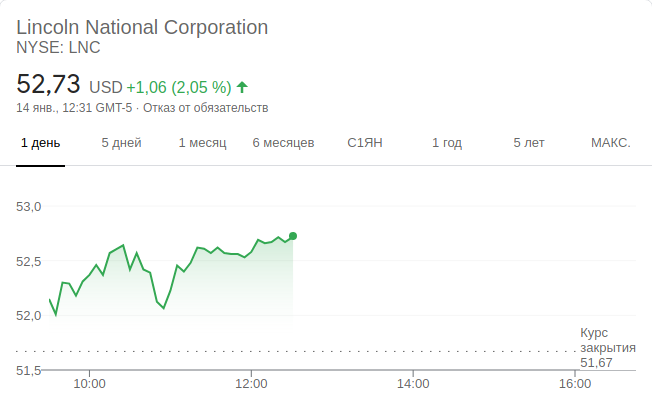 Lincoln National Corporation
NYSE: LNC
52,73 USD +1,06 (2,05 %)
14 янв., 12:31 GMT-5 · Отказ от обязательств
1 день 5 дней 1 месяц 6 месяцев С1ЯН 1 год 5 лет МАКС.
53,0
52,5
52,0
Курс
закрытия
51,67
51,5
10:00 12:00 14:00 16:00